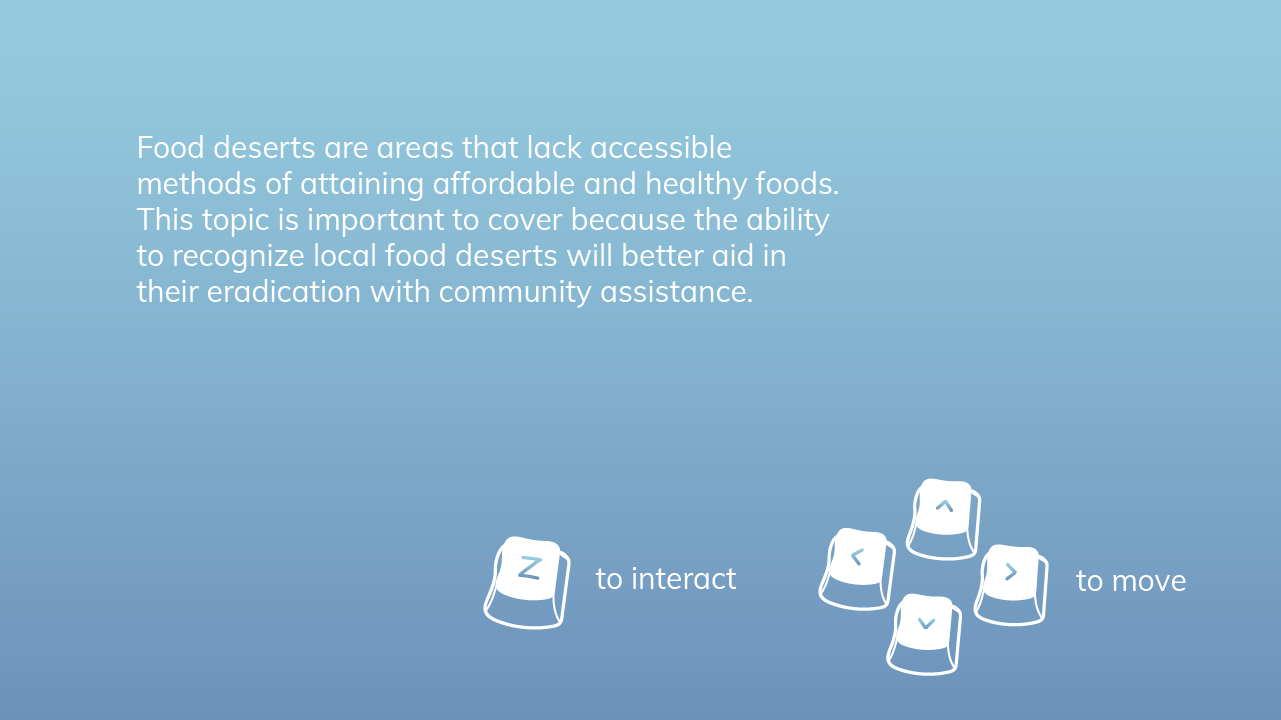 Food deserts are areas that lack accessible
methods of attaining affordable and healthy foods.
This topic is important to cover because the ability
to recognize local food deserts will better aid in
their eradication with community assistance.
Z to interact
^
<
>
to move
v